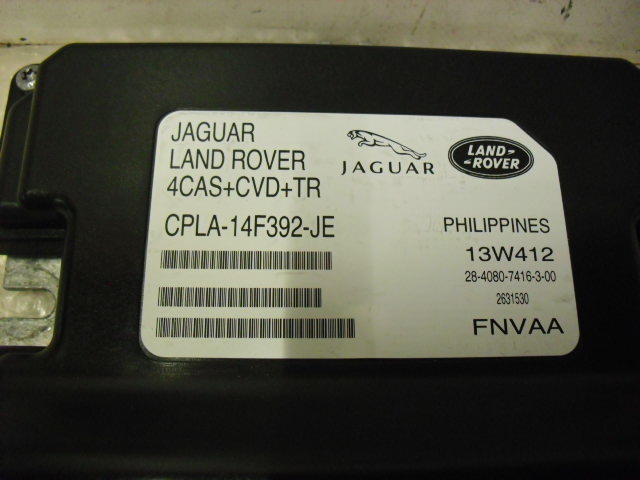 JAGUAR
LAND ROVER
4CAS+CVD+TR
CPLA-14F392-JE
JAGUAR
LAND-
-ROVER
PHILIPPINES
13W412
28-4080-7416-3-00
2631530
FNVAA